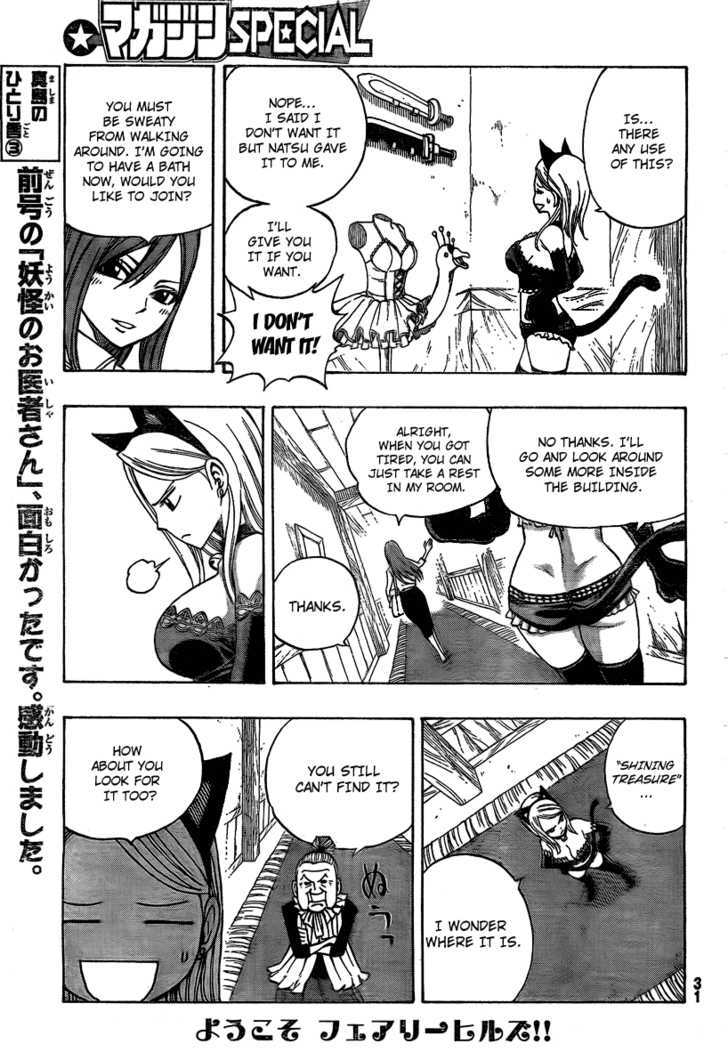 マガジン SPECIAL
IS...
THERE
ANY USE
OF THIS?
NOPE...
I SAID I
DON'T WANT IT
BUT NATSU GAVE
IT TO ME.
I'LL
GIVE YOU
IT IF YOU
WANT.
I DON'T
WANT IT!
YOU MUST
BE SWEATY
FROM WALKING
AROUND. I'M GOING
TO HAVE A BATH
NOW, WOULD YOU
LIKE TO JOIN?
NO THANKS. I'LL
GO AND LOOK AROUND
SOME MORE INSIDE
THE BUILDING.
ALRIGHT,
WHEN YOU GOT
TIRED, YOU CAN
JUST TAKE A REST
IN MY ROOM.
THANKS.
"SHINING
TREASURE"
...
I WONDER
WHERE IT IS.
YOU STILL
CAN'T FIND IT?
ぬうっ
HOW
ABOUT YOU
LOOK FOR
IT TOO?
真島の
ひとり言③
前号の『妖怪のお医者さん』、面白かったです。感動しました。
31
ようこそ フェアリーヒルズ!!